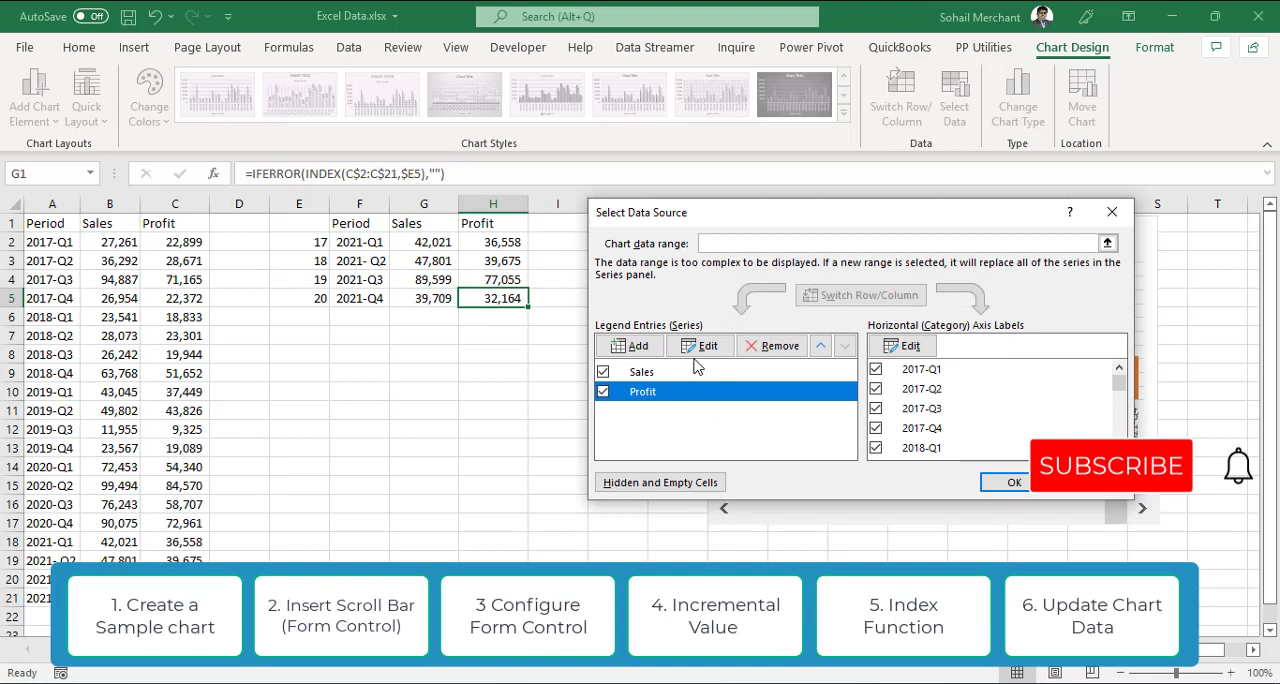 AutoSave Off Excel Data.xlsx Search (Alt+Q) Sohail Merchant
File Home Insert Page Layout Formulas Data Review View Developer Help Data Streamer Inquire Power Pivot QuickBooks PP Utilities Chart Design Format
Add Chart Element Quick Layout Change Colors Switch Row/ Column Select Data Change Chart Type Move Chart
Chart Layouts Chart Styles Data Type Location
G1 fx =IFERROR(INDEX(C$2:C$21,$E5),"")
A B C D E F G H I S T
1 Period Sales Profit Period Sales Profit
2 2017-Q1 27,261 22,899 17 2021-Q1 42,021 36,558
3 2017-Q2 36,292 28,671 18 2021- Q2 47,801 39,675
4 2017-Q3 94,887 71,165 19 2021-Q3 89,599 77,055
5 2017-Q4 26,954 22,372 20 2021-Q4 39,709 32,164
6 2018-Q1 23,541 18,833
7 2018-Q2 28,073 23,301
8 2018-Q3 26,242 19,944
9 2018-Q4 63,768 51,652
10 2019-Q1 43,045 37,449
11 2019-Q2 49,802 43,826
12 2019-Q3 11,955 9,325
13 2019-Q4 23,567 19,089
14 2020-Q1 72,453 54,340
15 2020-Q2 99,494 84,570
16 2020-Q3 76,243 58,707
17 2020-Q4 90,075 72,961
18 2021-Q1 42,021 36,558
19 2021- Q2 47,801 39,675
20 2021
21 2021
22
23
Select Data Source ?
Chart data range:
The data range is too complex to be displayed. If a new range is selected, it will replace all of the series in the
Series panel.
Switch Row/Column
Legend Entries (Series) Horizontal (Category) Axis Labels
Add Edit Remove Edit
Sales 2017-Q1
Profit 2017-Q2
2017-Q3
2017-Q4
2018-Q1
Hidden and Empty Cells OK
SUBSCRIBE
1. Create a
Sample chart
2. Insert Scroll Bar
(Form Control)
3 Configure
Form Control
4. Incremental
Value
5. Index
Function
6. Update Chart
Data
Ready 100%